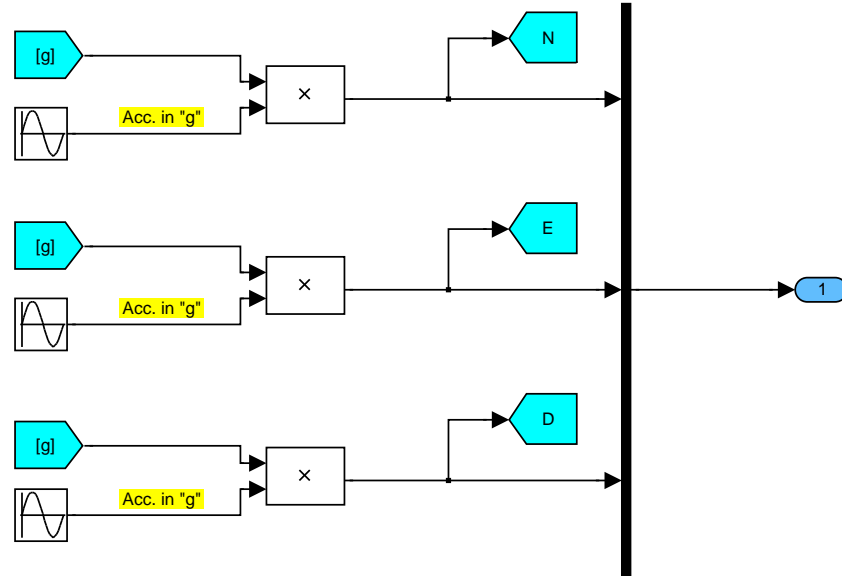 [g]
N
×
Acc. in "g"
[g]
E
×
Acc. in "g"
1
[g]
D
×
Acc. in "g"